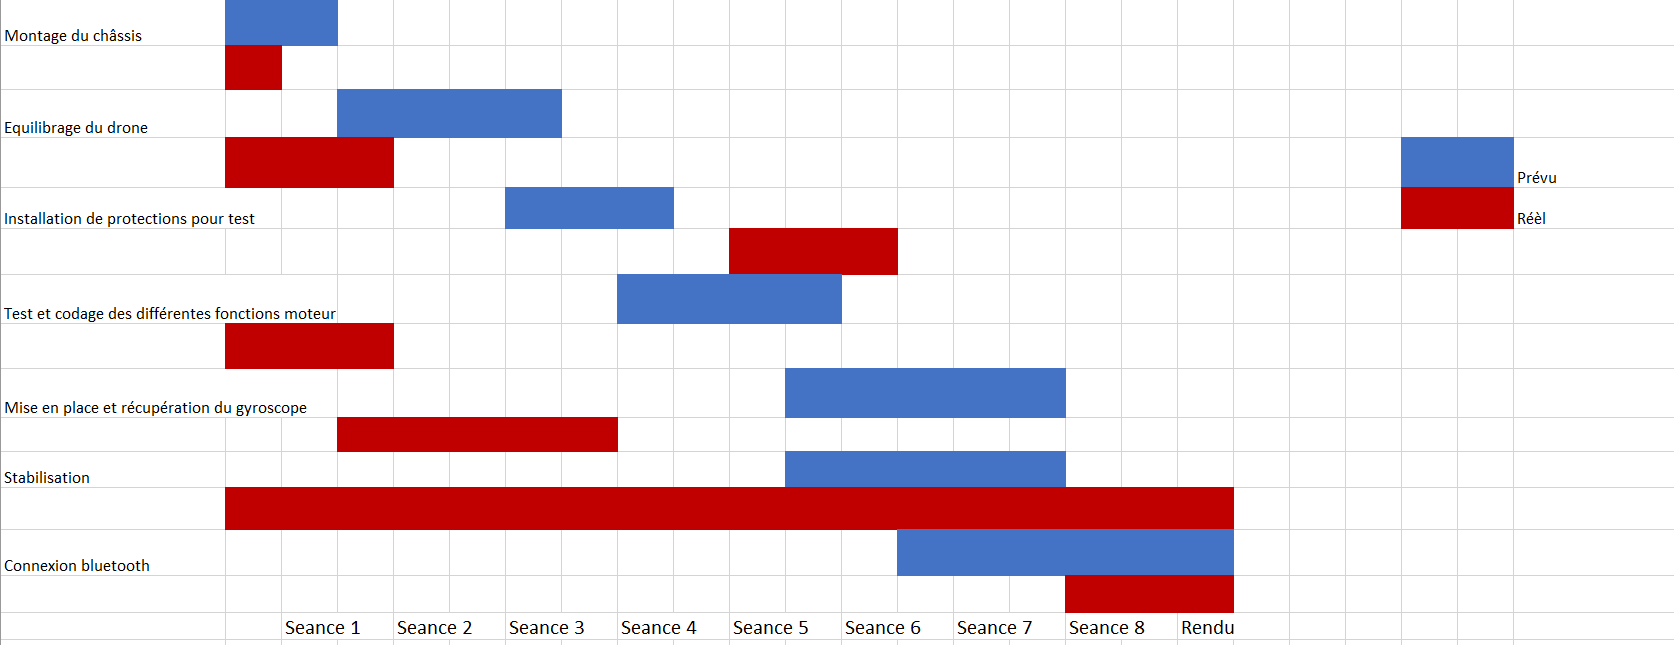 Montage du châssis
Equilibrage du drone
Prévu
Installation de protections pour test
Réèl
Test et codage des différentes fonctions moteur
Mise en place et récupération du gyroscope
Stabilisation
Connexion bluetooth
Seance 1 Seance 2 Seance 3 Seance 4 Seance 5 Seance 6 Seance 7 Seance 8 Rendu